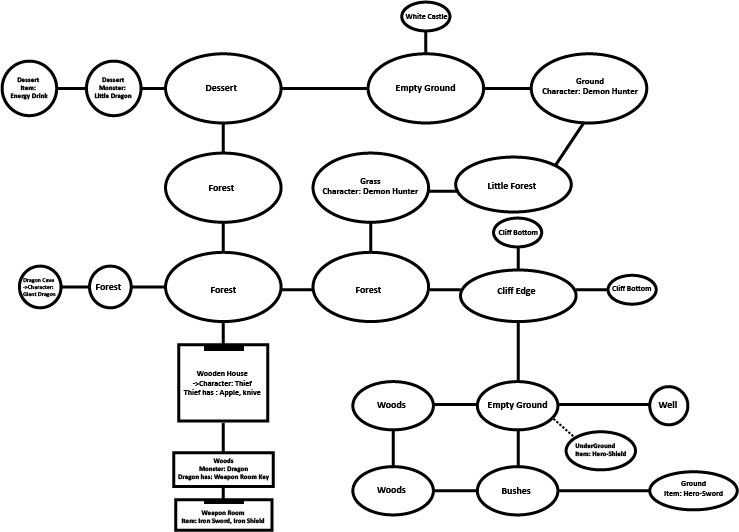 White Castle
Dessert
Item:
Energy Drink
Dessert
Monster:
Little Dragon
Dessert
Empty Ground
Ground
Character: Demon Hunter
Forest
Grass
Character: Demon Hunter
Little Forest
Cliff Bottom
Dragon Cave
->Character:
Giant Dragon
Forest
Forest
Forest
Cliff Edge
Cliff Bottom
Wooden House
->Character: Thief
Thief has : Apple, knive
Woods
Empty Ground
Well
UnderGround
Item: Hero-Shield
Woods
Monster: Dragon
Dragon has: Weapon Room Key
Woods
Bushes
Ground
Item: Hero-Sword
Weapon Room
Item: Iron Sword, Iron Shield